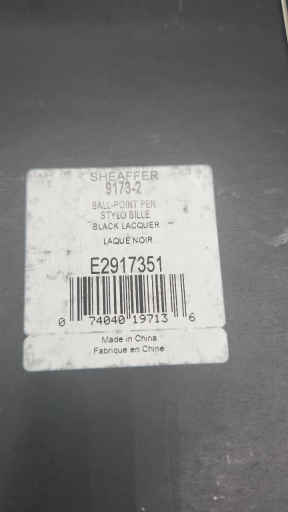 SHEAFFER
9173-2
BALL-POINT PEN
STYLO BILLE
BLACK LACQUER
LAQUE NOIR
E2917351
0 74040 19713 6
Made in China
Fabriqué en Chine